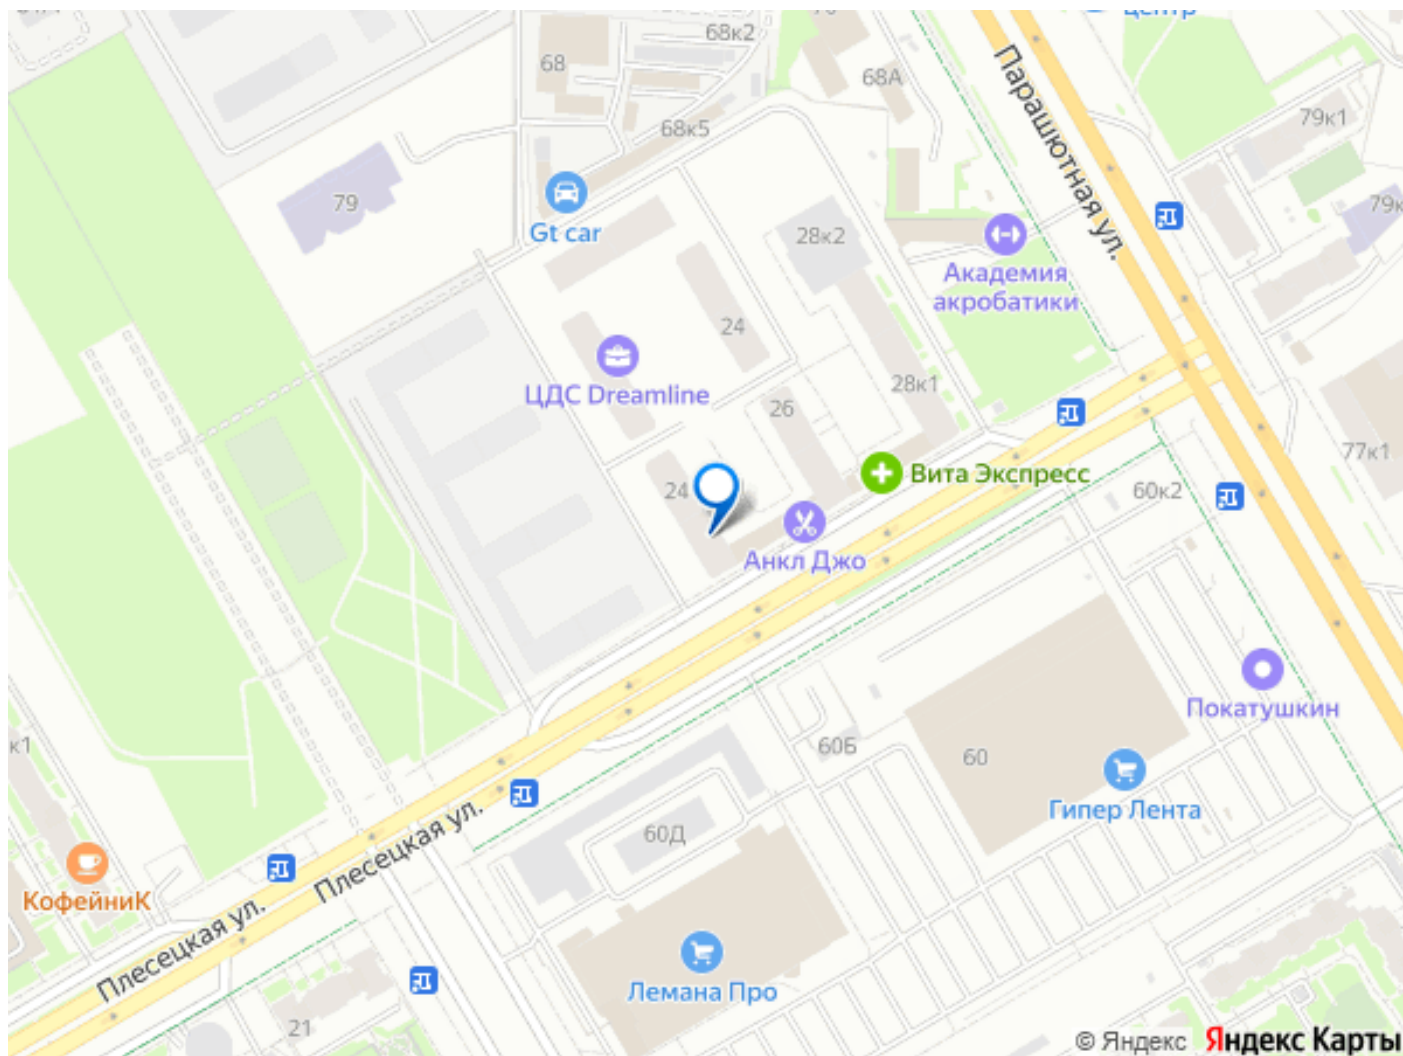 68к2
центр
68
68А
79к1
68к5
Парашютная ул.
79
79к
Gt car
28к2
Академия
акробатики
24
ЦДС Dreamline
28к1
26
77к1
24
Вита Экспресс
60к2
Анкл Джо
Покатушкин
к1
60Б
60
Гипер Лента
60Д
Плесецкая ул.
КофейниК
Плесецкая ул.
Лемана Про
21
© Яндекс Яндекс Карты